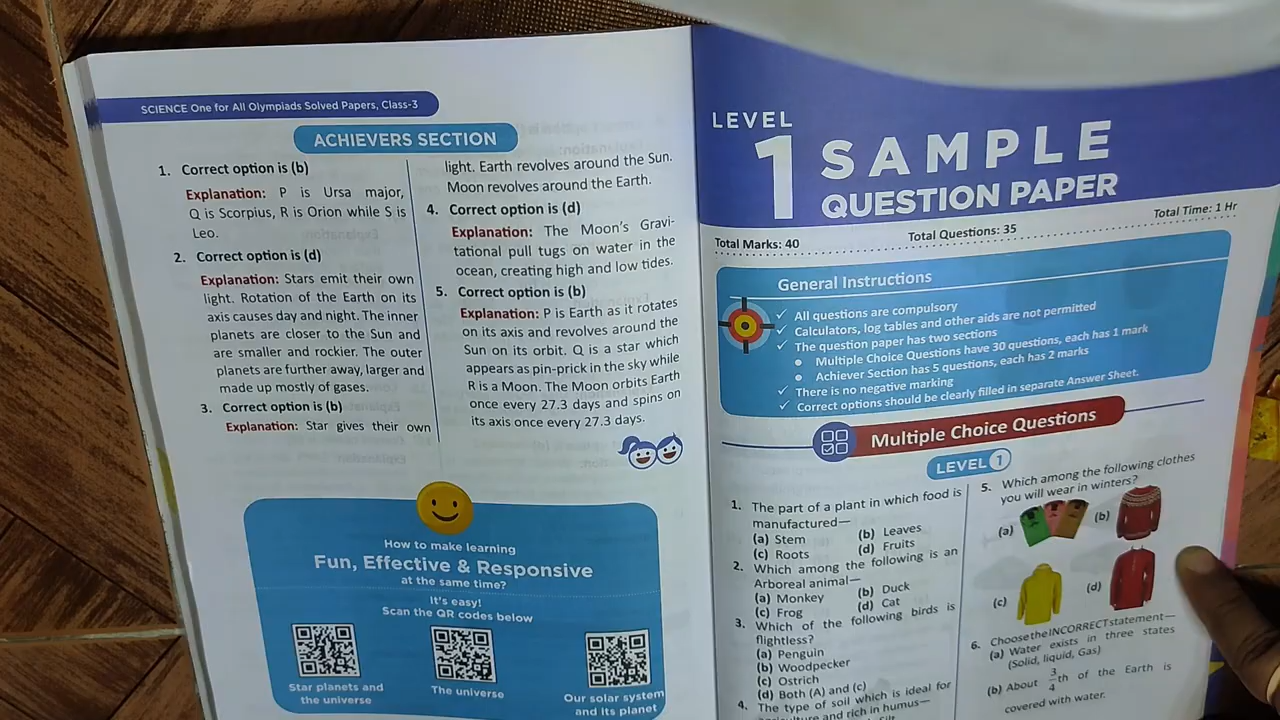 SCIENCE One for All Olympiads Solved Papers, Class-3
ACHIEVERS SECTION
1. Correct option is (b)
Explanation: P is Ursa major,
Q is Scorpius, R is Orion while S is
Leo.
2. Correct option is (d)
Explanation: Stars emit their own
light. Rotation of the Earth on its
axis causes day and night. The inner
planets are closer to the Sun and
are smaller and rockier. The outer
planets are further away, larger and
made up mostly of gases.
3. Correct option is (b)
Explanation: Star gives their own
light. Earth revolves around the Sun.
Moon revolves around the Earth.
4. Correct option is (d)
Explanation: The Moon's Gravi-
tational pull tugs on water in the
ocean, creating high and low tides.
5. Correct option is (b)
Explanation: P is Earth as it rotates
on its axis and revolves around the
Sun on its orbit. Q is a star which
appears as pin-prick in the sky while
R is a Moon. The Moon orbits Earth
once every 27.3 days and spins on
its axis once every 27.3 days.
How to make learning
Fun, Effective & Responsive
at the same time?
It's easy!
Scan the QR codes below
Star planets and
the universe
The universe
Our solar system
and Its planet
LEVEL
1 SAMPLE
QUESTION PAPER
Total Marks: 40 Total Questions: 35 Total Time: 1 Hr
General Instructions
✓ All questions are compulsory
✓ Calculators, log tables and other aids are not permitted
✓ The question paper has two sections
• Multiple Choice Questions have 30 questions, each has 1 mark
• Achiever Section has 5 questions, each has 2 marks
✓ There is no negative marking
✓ Correct options should be clearly filled in separate Answer Sheet.
Multiple Choice Questions
LEVEL 1
1. The part of a plant in which food is
manufactured—
(a) Stem (b) Leaves
(c) Roots (d) Fruits
2. Which among the following is an
Arboreal animal—
(a) Monkey (b) Duck
(c) Frog (d) Cat
3. Which of the following birds is
flightless?
(a) Penguin
(b) Woodpecker
(c) Ostrich
(d) Both (A) and (c)
4. The type of soil which is ideal for
and rich in humus—
5. Which among the following clothes
you will wear in winters?
(a) (b)
(c) (d)
6. Choose the INCORRECT statement—
(a) Water exists in three states
(Solid, liquid, Gas)
(b) About 3/4th of the Earth is
covered with water.